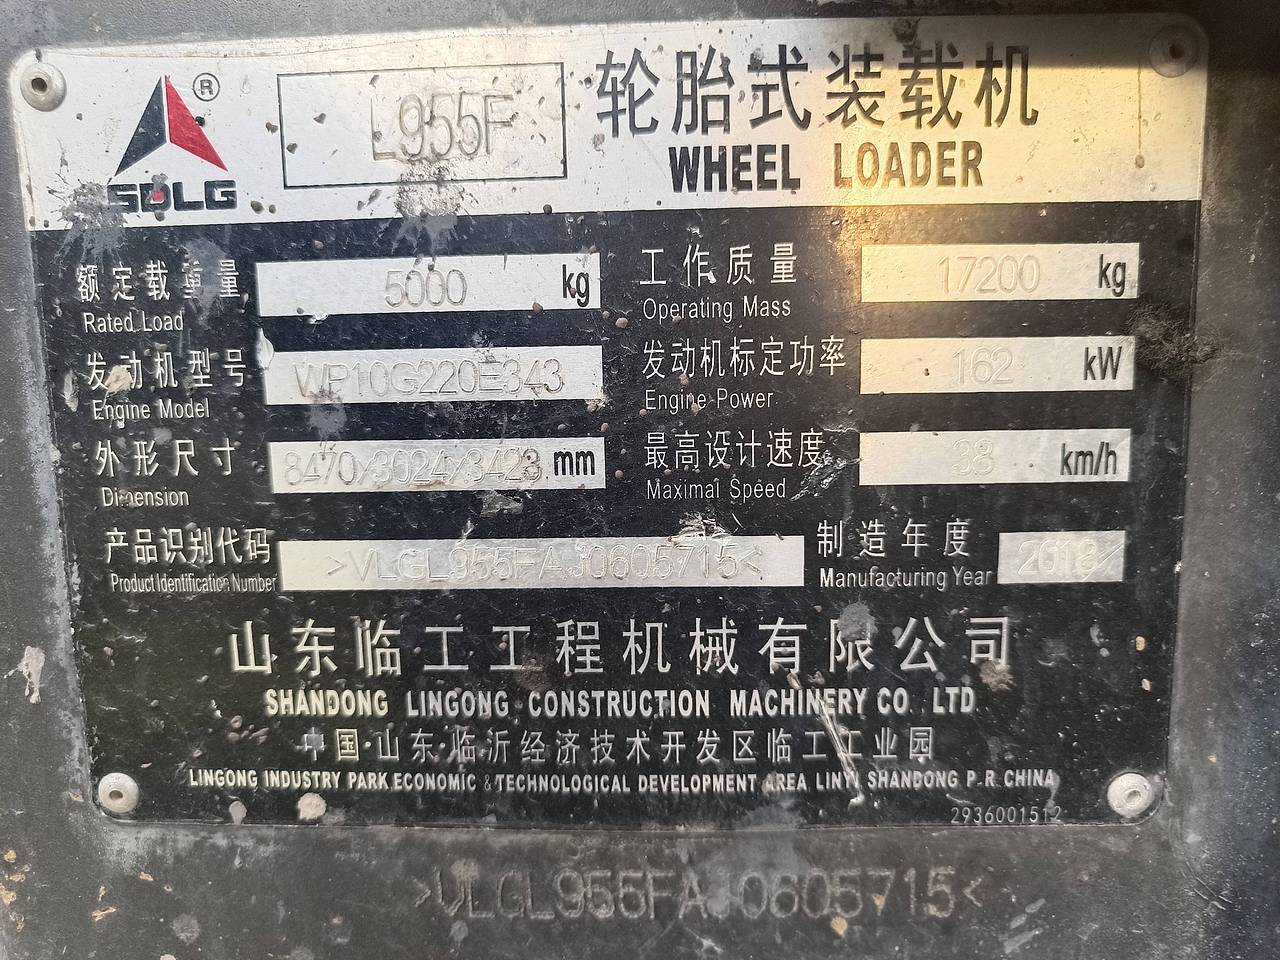 ® SDLG
L955F
轮胎式装载机
WHEEL LOADER
额定载重量 5000 kg
Rated Load
工作质量 17200 kg
Operating Mass
发动机型号 WP10G220E343
Engine Model
发动机标定功率 162 kW
Engine Power
外形尺寸 8470x3024x3428 mm
Dimension
最高设计速度 38 km/h
Maximal Speed
产品识别代码 >VLGL955FAJ0605715<
Product Identification Number
制造年度 2018
Manufacturing Year
山东临工工程机械有限公司
SHANDONG LINGONG CONSTRUCTION MACHINERY CO LTD
中国·山东·临沂经济技术开发区临工工业园
LINGONG INDUSTRY PARK.ECONOMIC & TECHNOLOGICAL DEVELOPMENT AREA LINYI SHANDONG P·R.CHINA
2936001512
>VLGL955FAJ0605715<